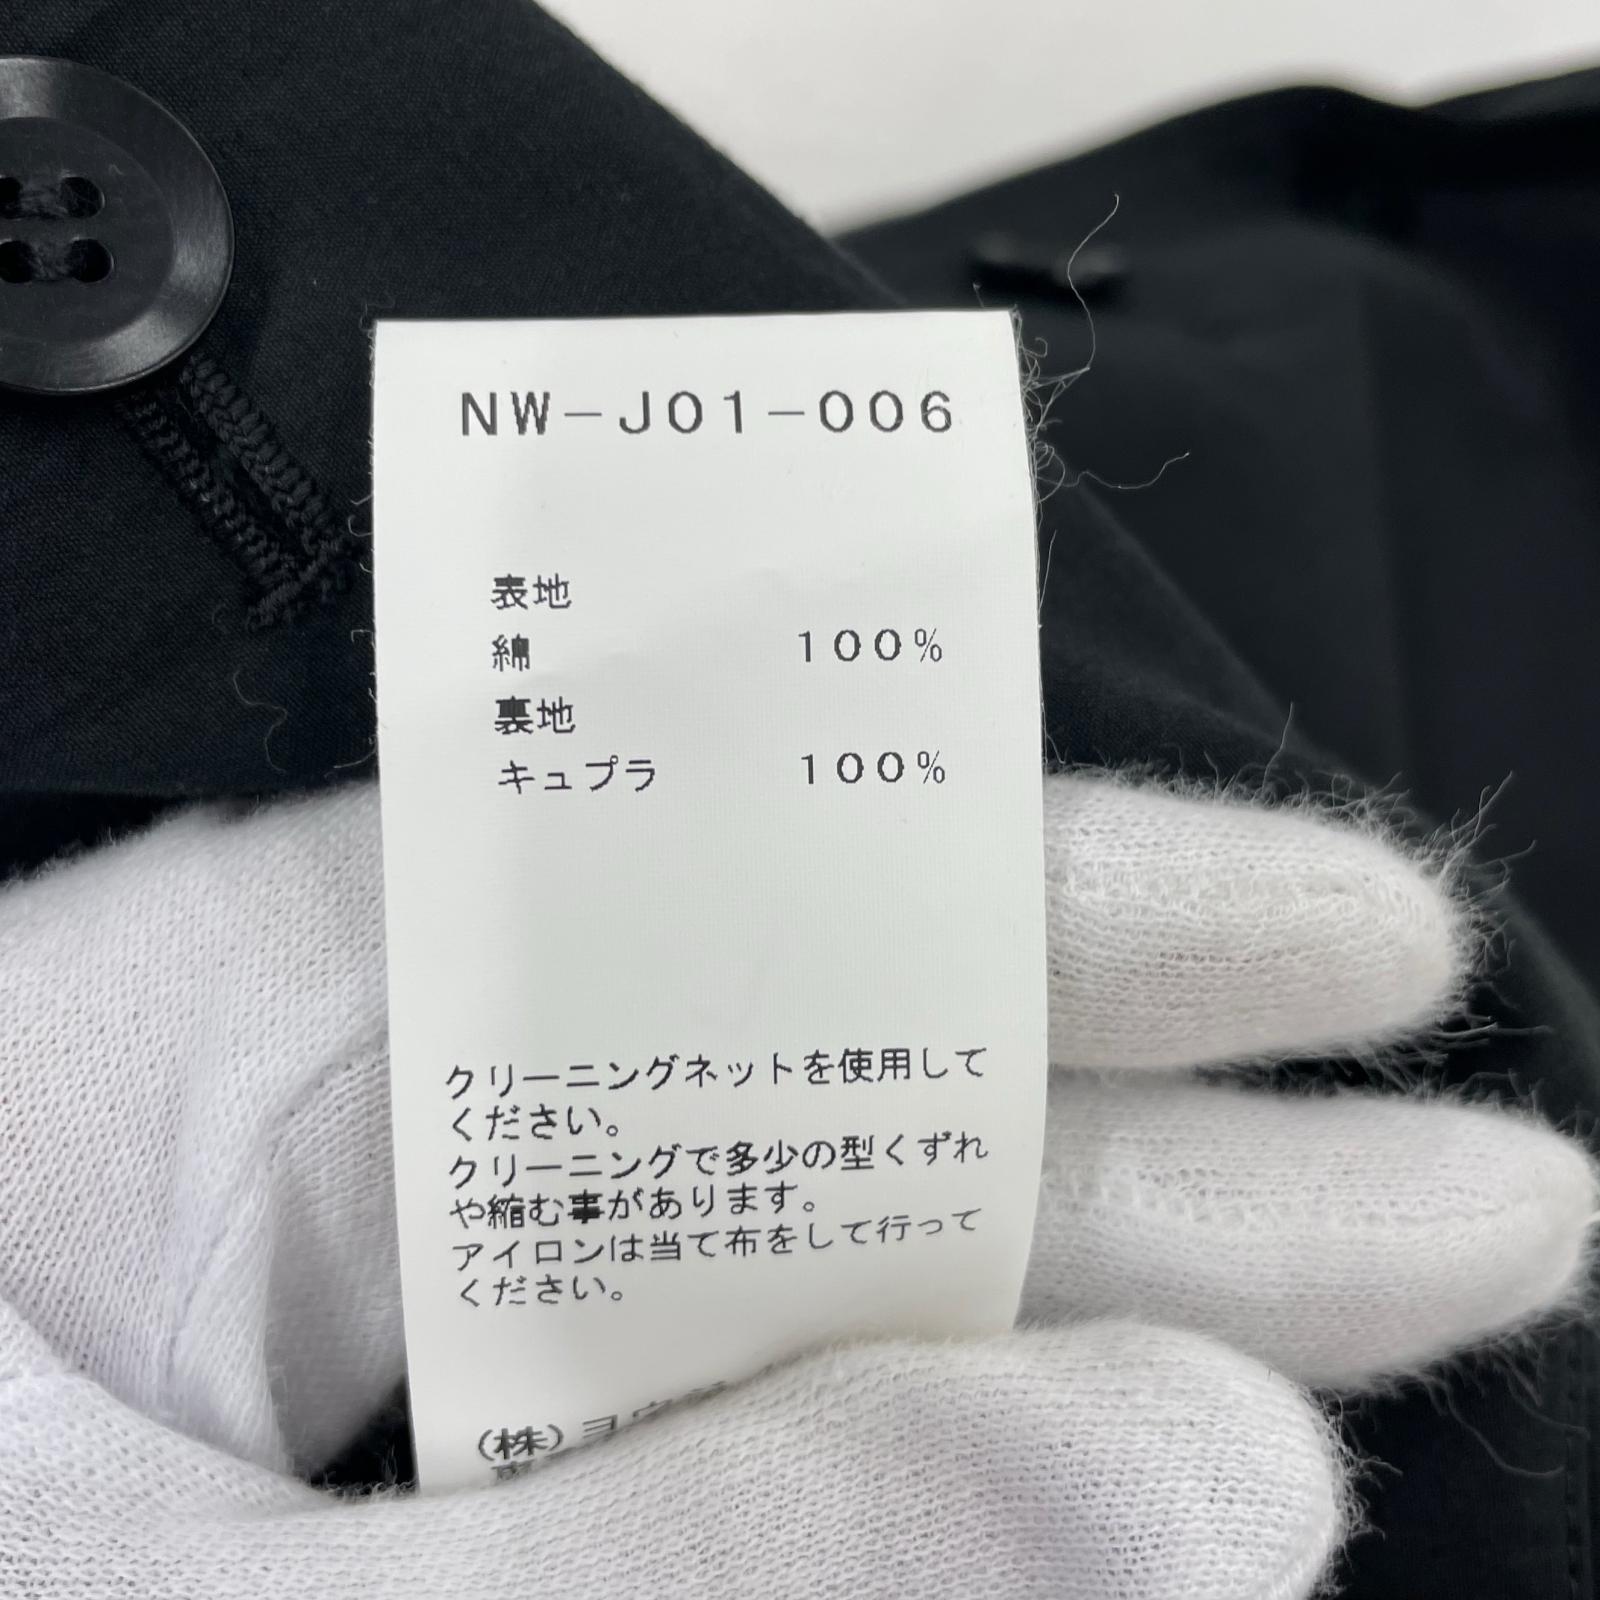 NW-J01-006
表地
綿 100%
裏地
キュプラ 100%
クリーニングネットを使用して
ください。
クリーニングで多少の型くずれ
や縮む事があります。
アイロンは当て布をして行って
ください。
(株)ヨウ